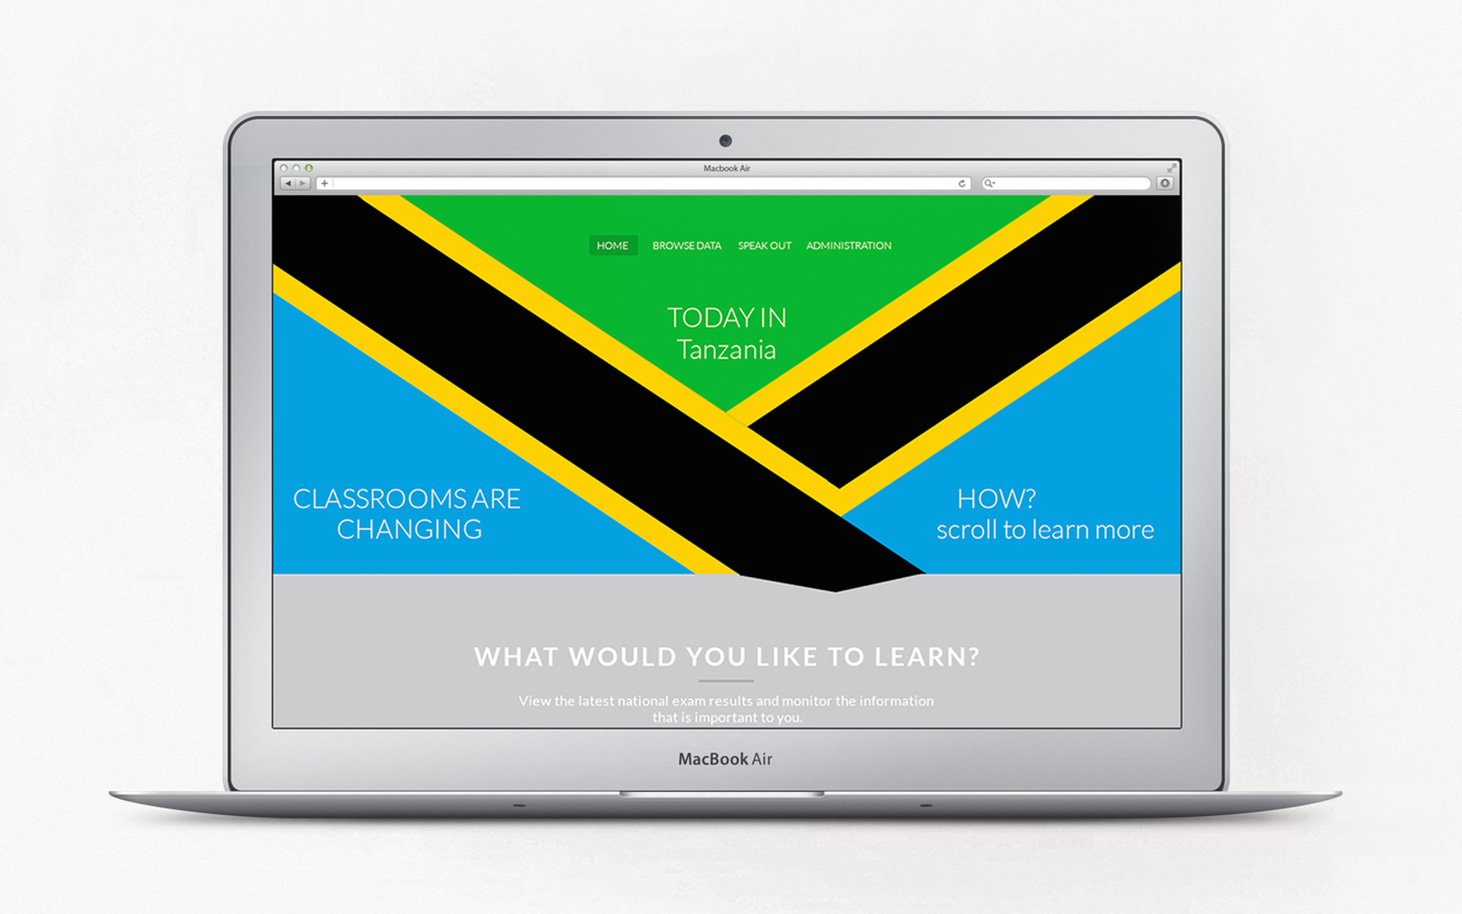 Macbook Air
HOME BROWSE DATA SPEAK OUT ADMINISTRATION
TODAY IN
Tanzania
CLASSROOMS ARE
CHANGING
HOW?
scroll to learn more
WHAT WOULD YOU LIKE TO LEARN?
View the latest national exam results and monitor the information
that is important to you.
MacBook Air